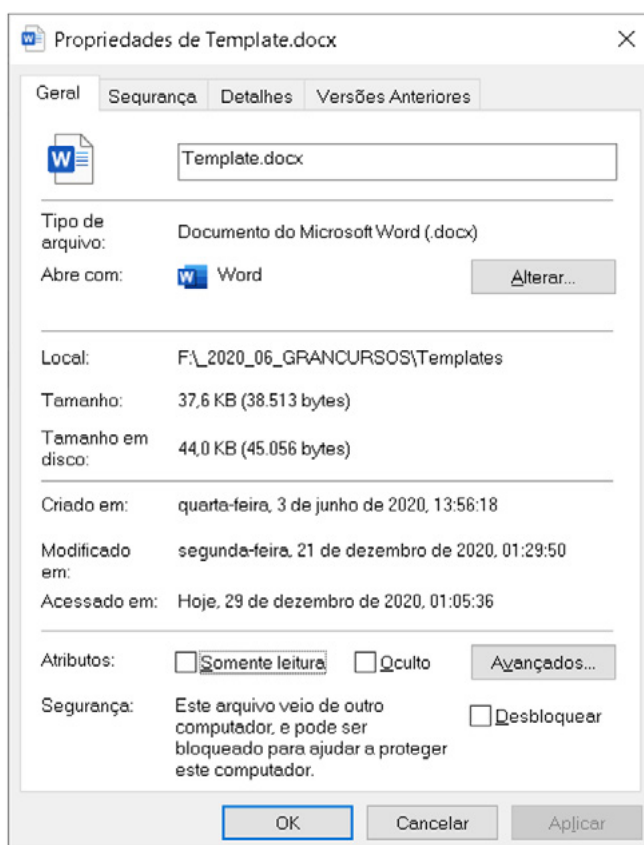 Propriedades de Template.docx
Geral Segurança Detalhes Versões Anteriores
Template.docx
Tipo de
arquivo:
Documento do Microsoft Word (.docx)
Abre com: Word Alterar...
Local: F:\_2020_06_GRANCURSOS\Templates
Tamanho: 37,6 KB (38.513 bytes)
Tamanho em
disco:
44,0 KB (45.056 bytes)
Criado em: quarta-feira, 3 de junho de 2020, 13:56:18
Modificado
em:
segunda-feira, 21 de dezembro de 2020, 01:29:50
Acessado em: Hoje, 29 de dezembro de 2020, 01:05:36
Atributos: Somente leitura Oculto Avançados...
Segurança: Este arquivo veio de outro
computador, e pode ser
bloqueado para ajudar a proteger
este computador.
Desbloquear
OK Cancelar Aplicar